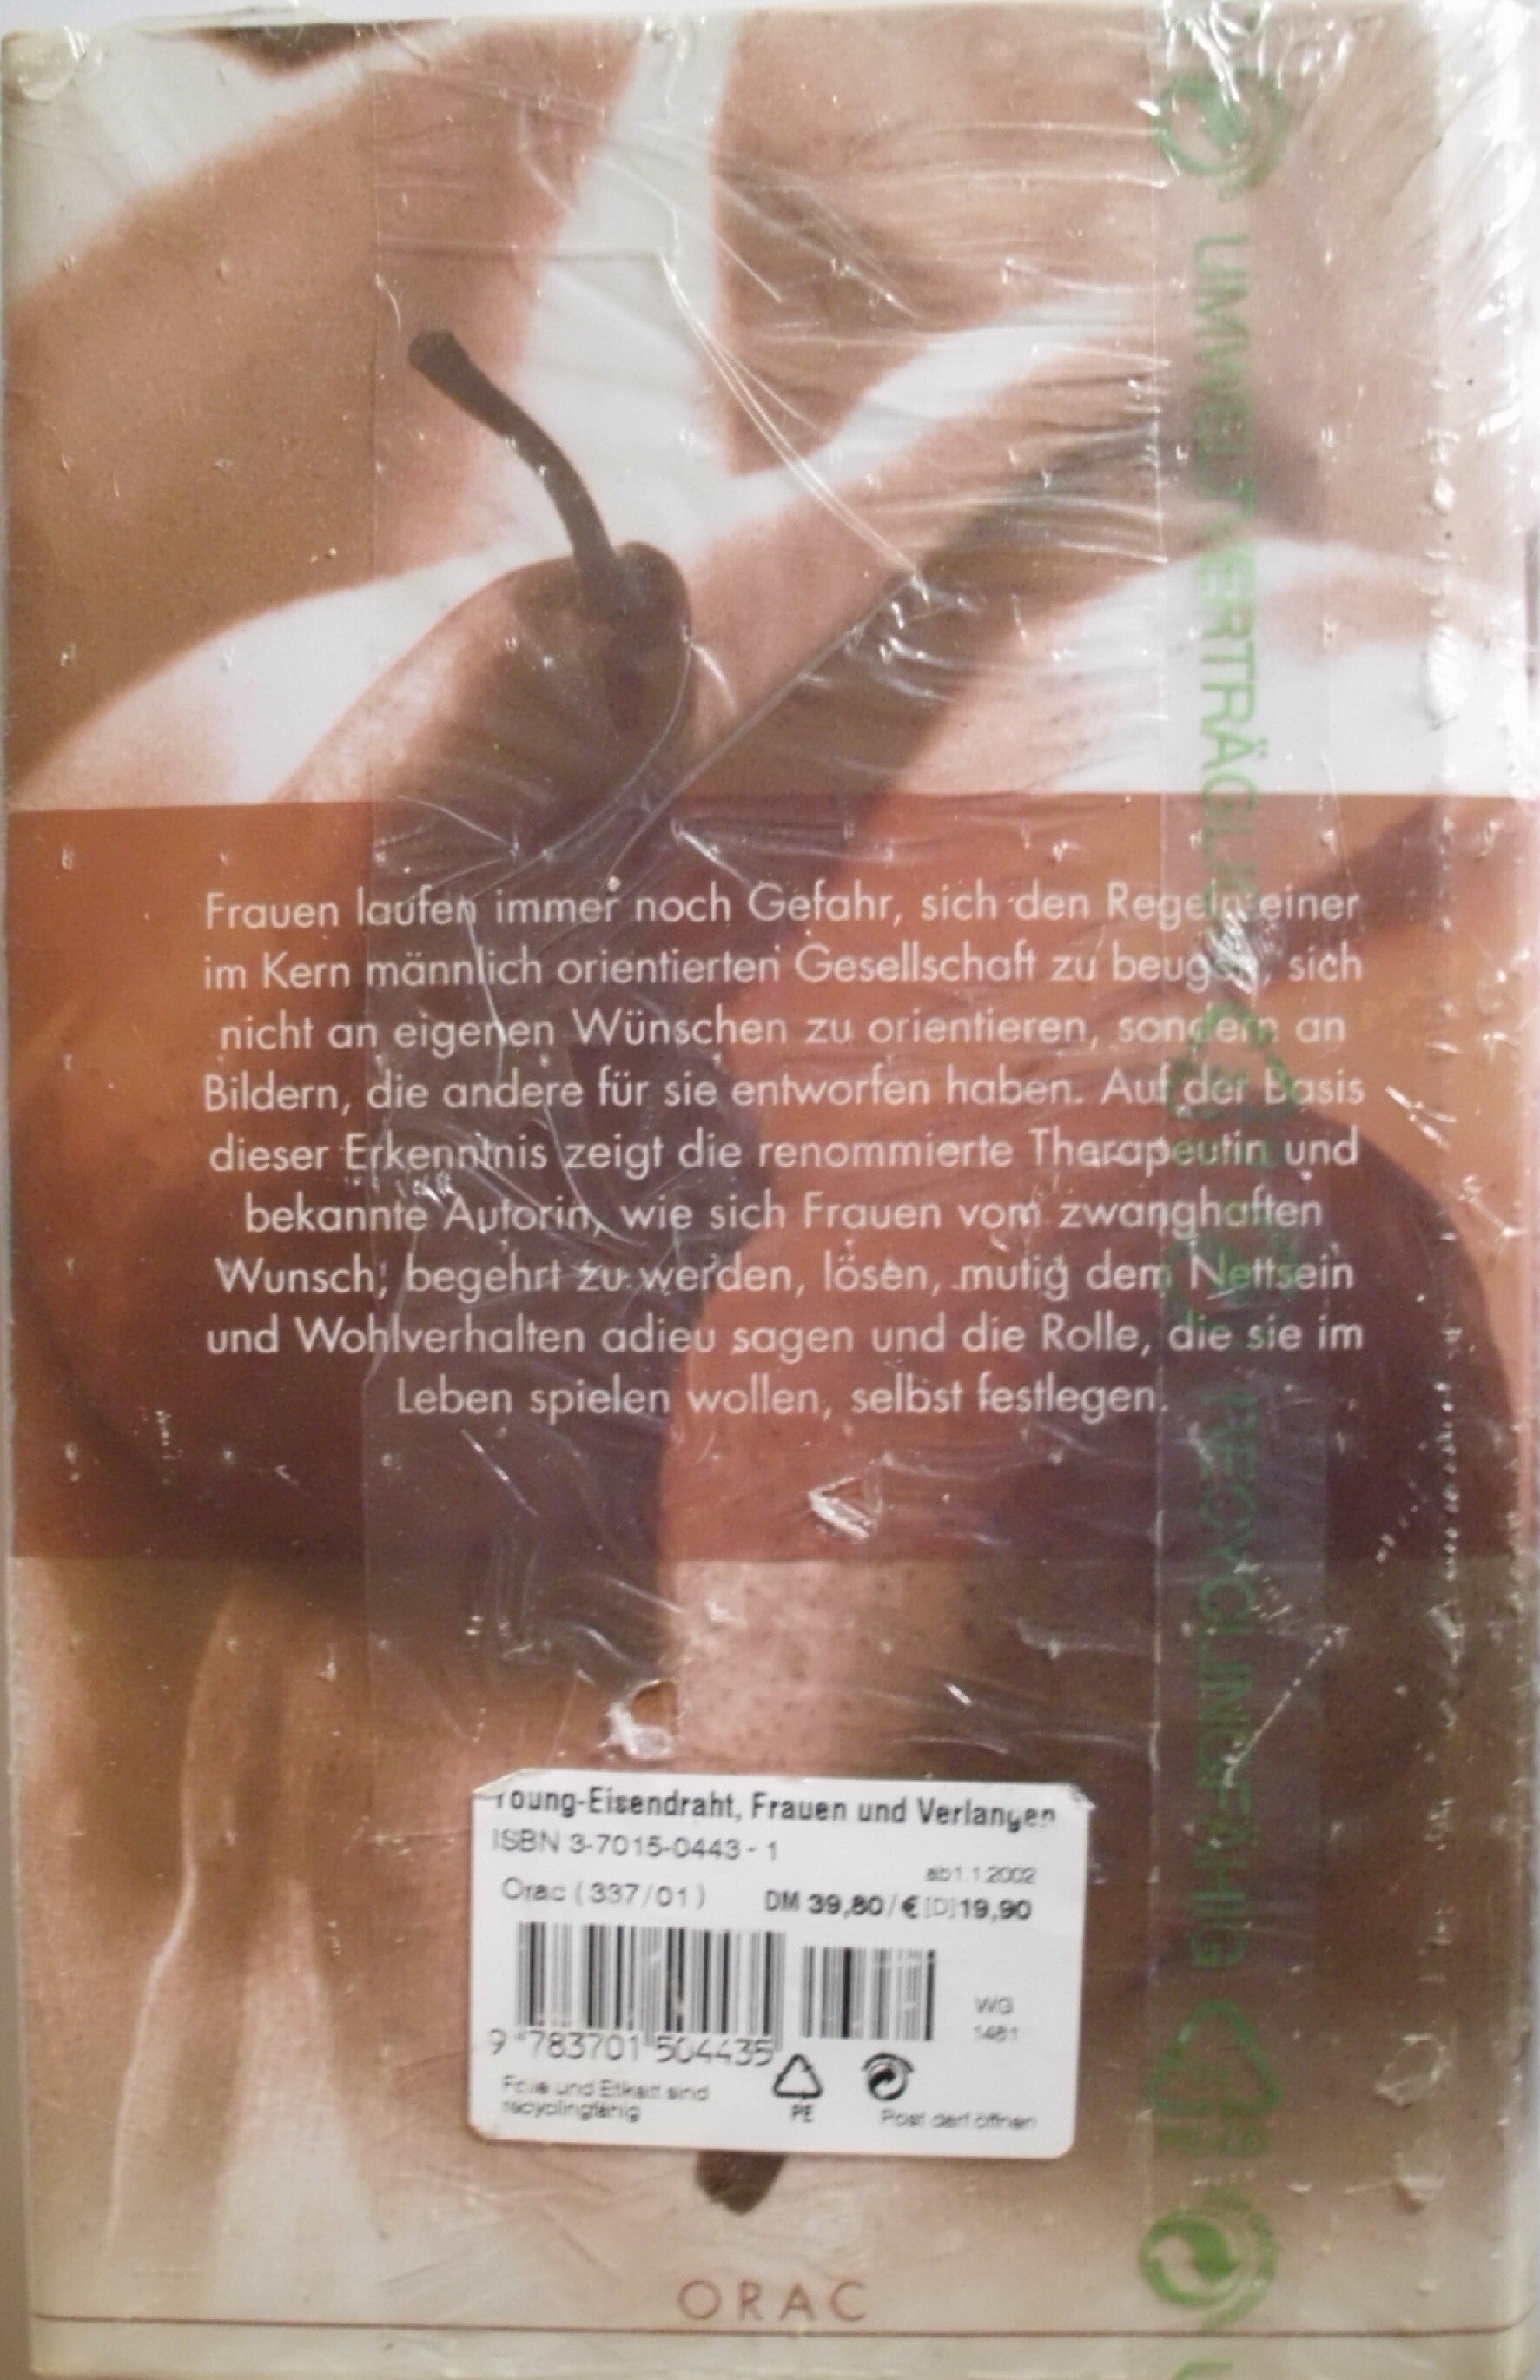 Frauen laufen immer noch Gefahr, sich den Regeln einer
im Kern männlich orientierten Gesellschaft zu beugen, sich
nicht an eigenen Wünschen zu orientieren, sondern an
Bildern, die andere für sie entworfen haben. Auf der Basis
dieser Erkenntnis zeigt die renommierte Therapeutin und
bekannte Autorin, wie sich Frauen vom zwanghaften
Wunsch, begehrt zu werden, lösen, mutig dem Nettsein
und Wohlverhalten adieu sagen und die Rolle, die sie im
Leben spielen wollen, selbst festlegen.
UMWELTVERTRÄGLICH
RECYCLINGFÄHIG
Young-Eisendraht, Frauen und Verlangen
ISBN 3-7015-0443-1
ab 1.1.2002
Orac (337/01) DM 39,80/€[D]19,90
WG
1481
9 783701 504435
Folie und Etikett sind
recyclingfähig
PE
Post darf öffnen
ORAC